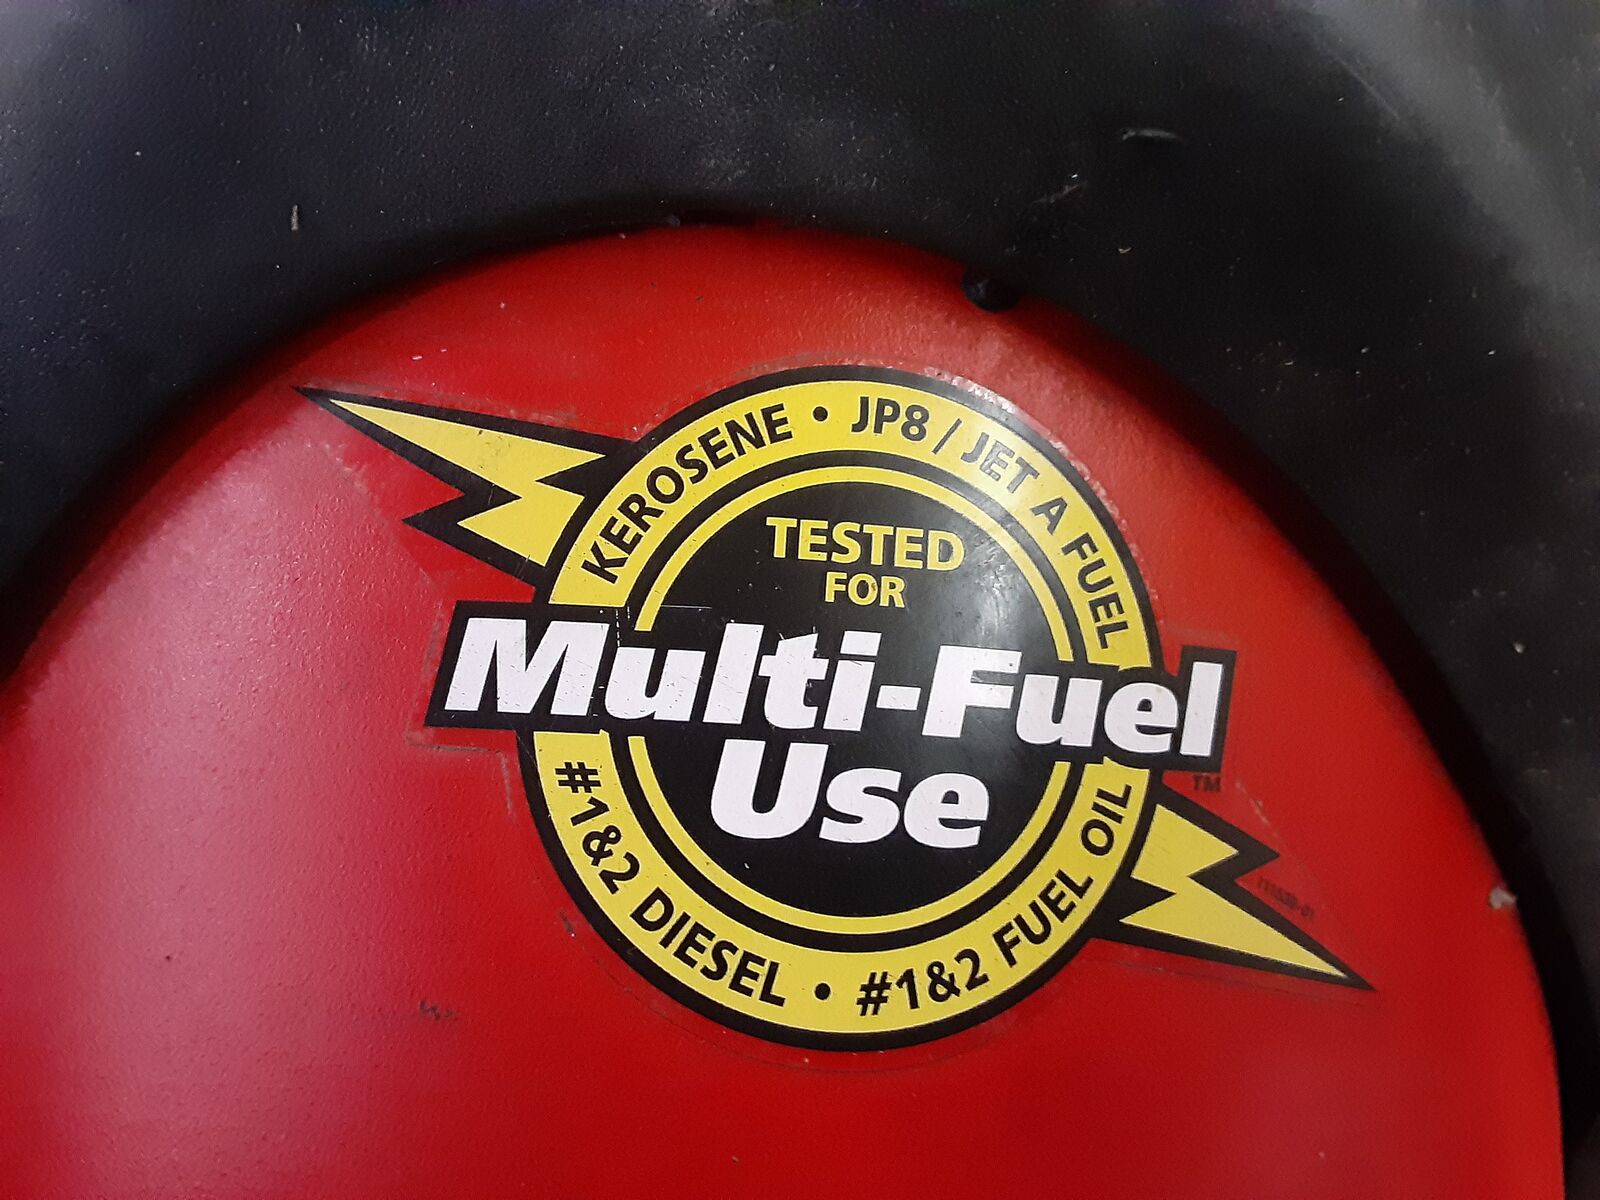 KEROSENE • JP8 / JET A FUEL
TESTED
FOR
Multi-Fuel
Use
TM
#1&2 DIESEL • #1&2 FUEL OIL